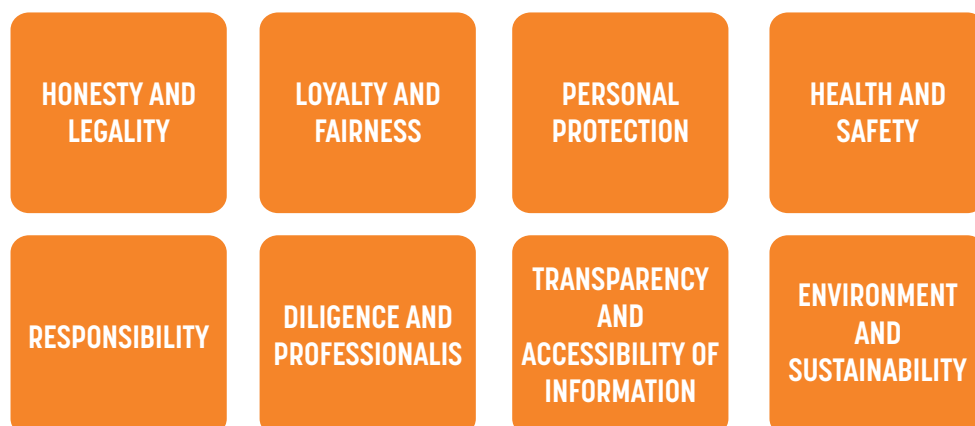 HONESTY AND
LEGALITY
LOYALTY AND
FAIRNESS
PERSONAL
PROTECTION
HEALTH AND
SAFETY
RESPONSIBILITY
DILIGENCE AND
PROFESSIONALIS
TRANSPARENCY
AND
ACCESSIBILITY OF
INFORMATION
ENVIRONMENT
AND
SUSTAINABILITY